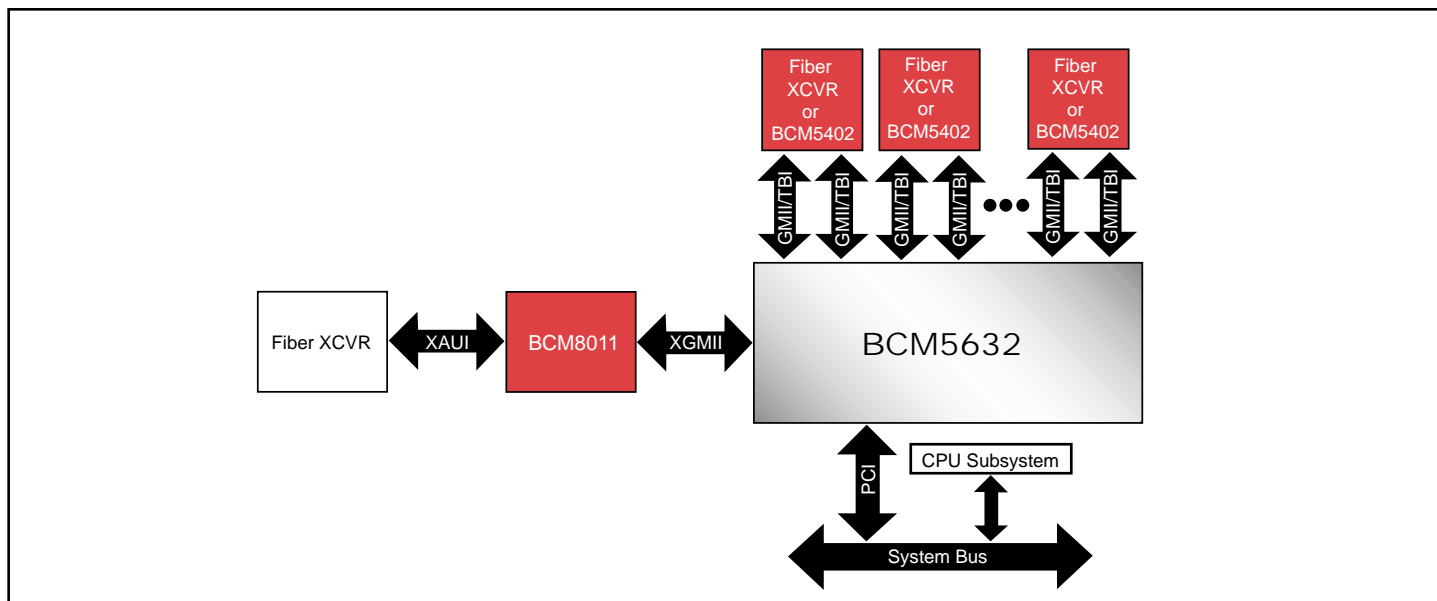 Fiber
XCVR
or
BCM5402
Fiber
XCVR
or
BCM5402
Fiber
XCVR
or
BCM5402
GMII/TBI
GMII/TBI
GMII/TBI
GMII/TBI
GMII/TBI
GMII/TBI
Fiber XCVR
XAUI
BCM8011
XGMII
BCM5632
PCI
CPU Subsystem
System Bus